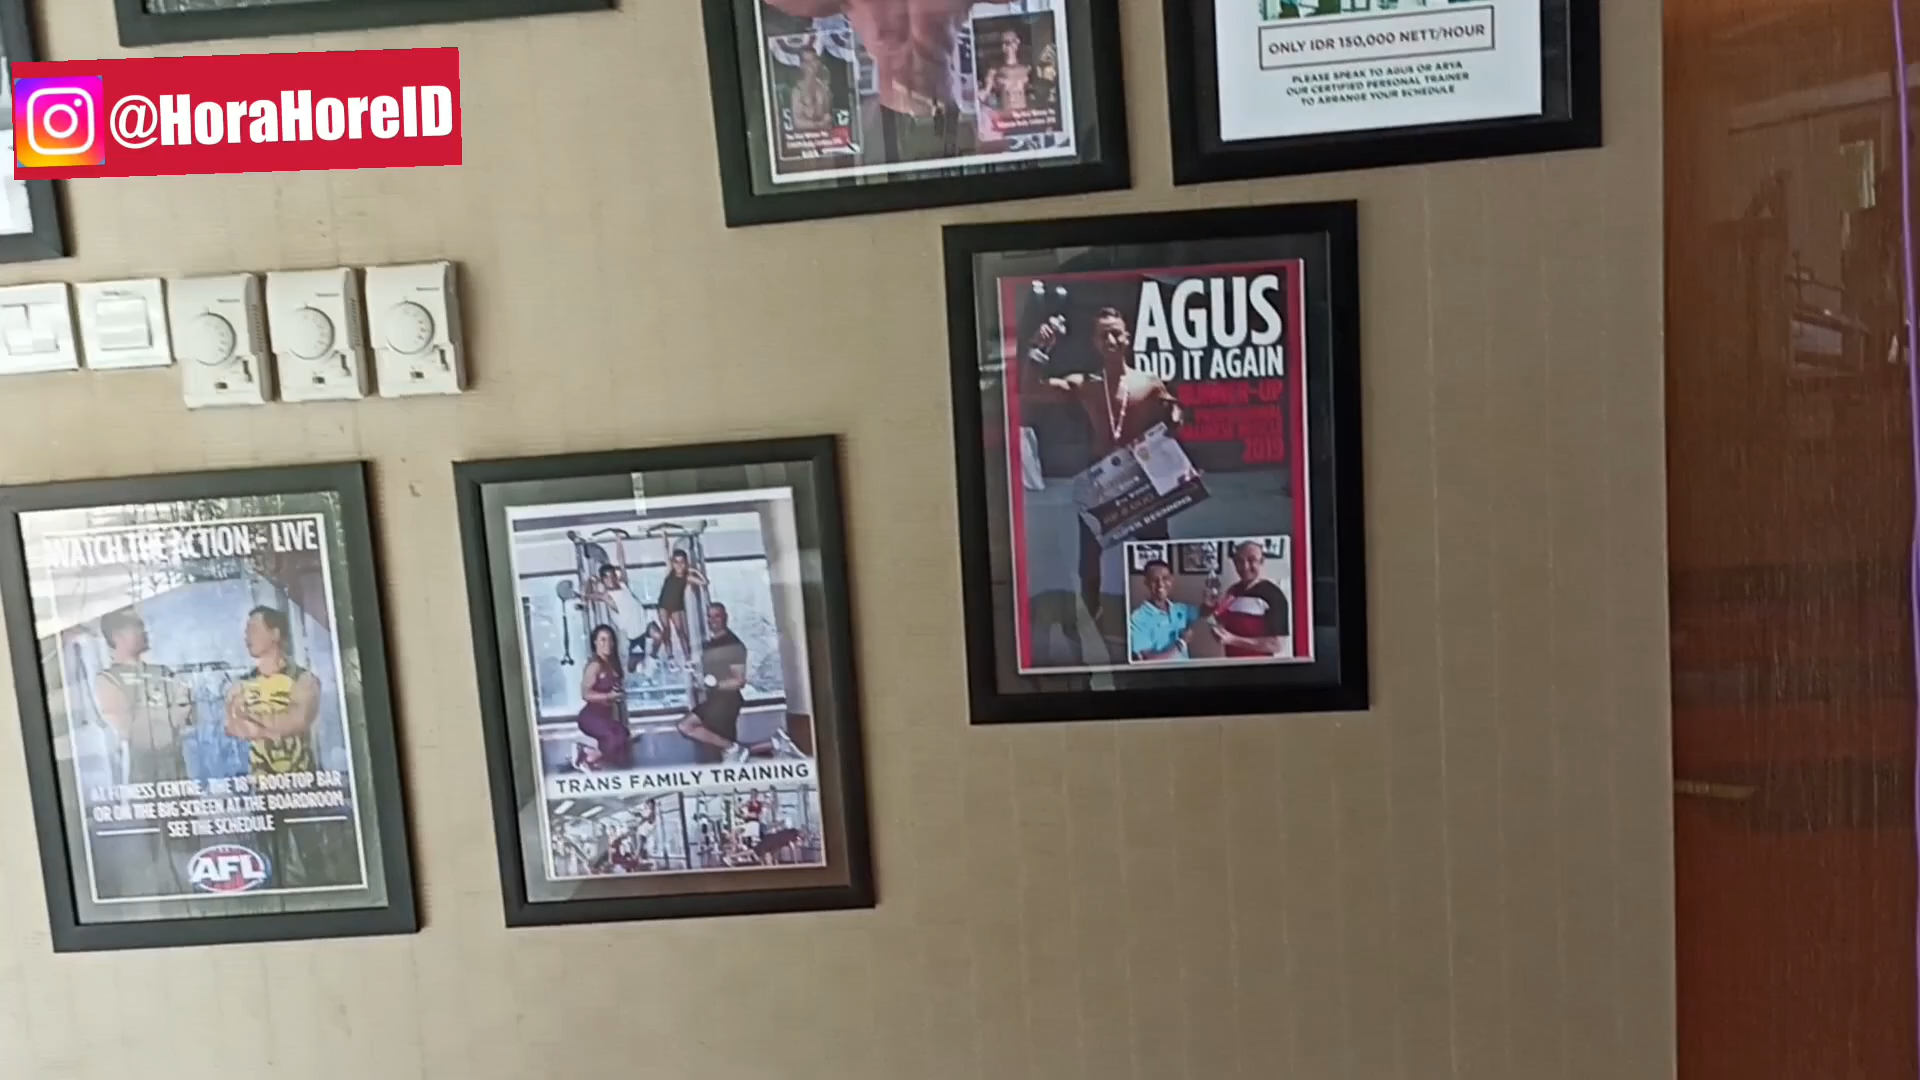 @HoraHoreID
ONLY IDR 150,000 NETT/HOUR
PLEASE SPEAK TO AGUS OR ARYA
OUR CERTIFIED PERSONAL TRAINER
TO ARRANGE YOUR SCHEDULE
AGUS
DID IT AGAIN
RUNNER-UP
2019
WATCH THE ACTION - LIVE
AT FITNESS CENTRE, THE 18TH ROOFTOP BAR
OR ON THE BIG SCREEN AT THE BOARDROOM
SEE THE SCHEDULE
AFL
TRANS FAMILY TRAINING